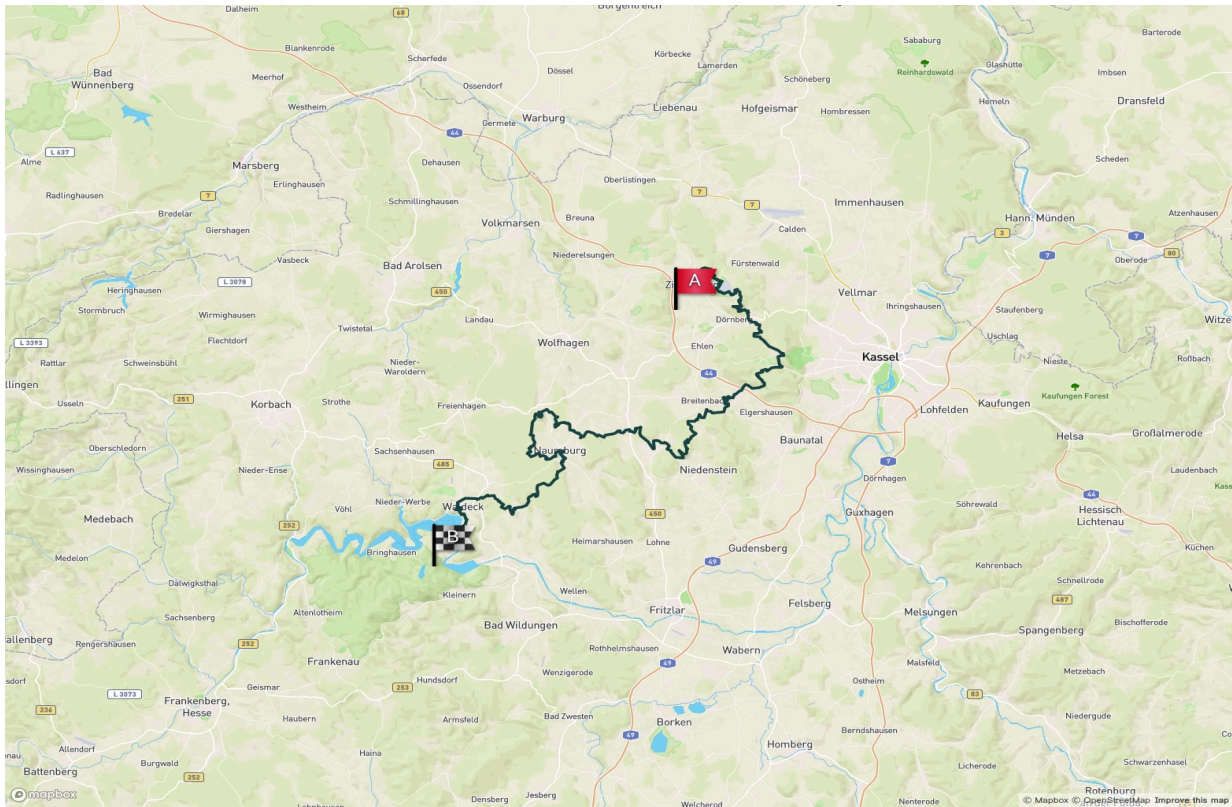 Dalheim
68
Borgentreich
Bad
Wünnenberg
Blankenrode
Meerhof
Scherfede
Ossendorf
Dössel
Körbecke
Lamerden
Sababurg
Reinhardswald
Glashütte
Barterode
Imbsen
Dransfeld
Schöneberg
Westheim
44
Germete
Warburg
Liebenau
Hofgeismar
Hombressen
Hemeln
L 637
Alme
Marsberg
Dehausen
Scheden
Radlinghausen
Erlinghausen
7
Schmillinghausen
Oberlistingen
7
7
Immenhausen
Bredelar
Giershagen
Volkmarsen
Breuna
Calden
3
Hann. Münden
Atzenhausen
7
7
Oberode
80
Vasbeck
Bad Arolsen
Niederelsungen
Fürstenwald
A
Heringhausen
L 3078
450
Vellmar
Ihringshausen
Stombruch
Wirmighausen
Landau
Dörnberg
Staufenberg
Flechtdorf
Twistetal
Uschlag
L 3393
Wolfhagen
Ehlen
Kassel
Nieste
Roßbach
Rattlar
Schweinsbühl
Nieder-
Waroldern
44
Kaufungen Forest
Usseln
251
Korbach
Strothe
Freienhagen
Breitenbach
Elgershausen
Lohfelden
Kaufungen
251
Oberschledorn
Sachsenhausen
Naumburg
Baunatal
Helsa
Großalmerode
Wissinghausen
Nieder-Ense
485
Niedenstein
7
Laudenbach
Dörnhagen
44
Medebach
Vöhl
Nieder-Werbe
Waldeck
450
Söhrewald
Hessisch
Lichtenau
252
Guxhagen
Medelon
Bringhausen
B
Heimarshausen
Lohne
Gudensberg
Küchen
49
Kehrenbach
Dalwigksthal
Kleinern
Wellen
Felsberg
Schnellrode
487
Altenlotheim
Fritzlar
Melsungen
Sachsenberg
Bad Wildungen
Bischofferode
Rengershausen
252
Rothhelmshausen
Wabern
Spangenberg
Frankenau
49
Malsfeld
Metzebach
Wenzigerode
L 3073
Geismar
253
Hundsdorf
Ostheim
83
236
Frankenberg,
Hesse
Haubern
Armsfeld
Bad Zwesten
Borken
Niedergude
49
Berndshausen
Allendorf
Haina
Homberg
Battenberg
Burgwald
Licherode
Schwarzenhasel
252
Densberg
Jesberg
Welcherod
Nenterode
Rotenburg
mapbox
© Mapbox © OpenStreetMap Improve this map